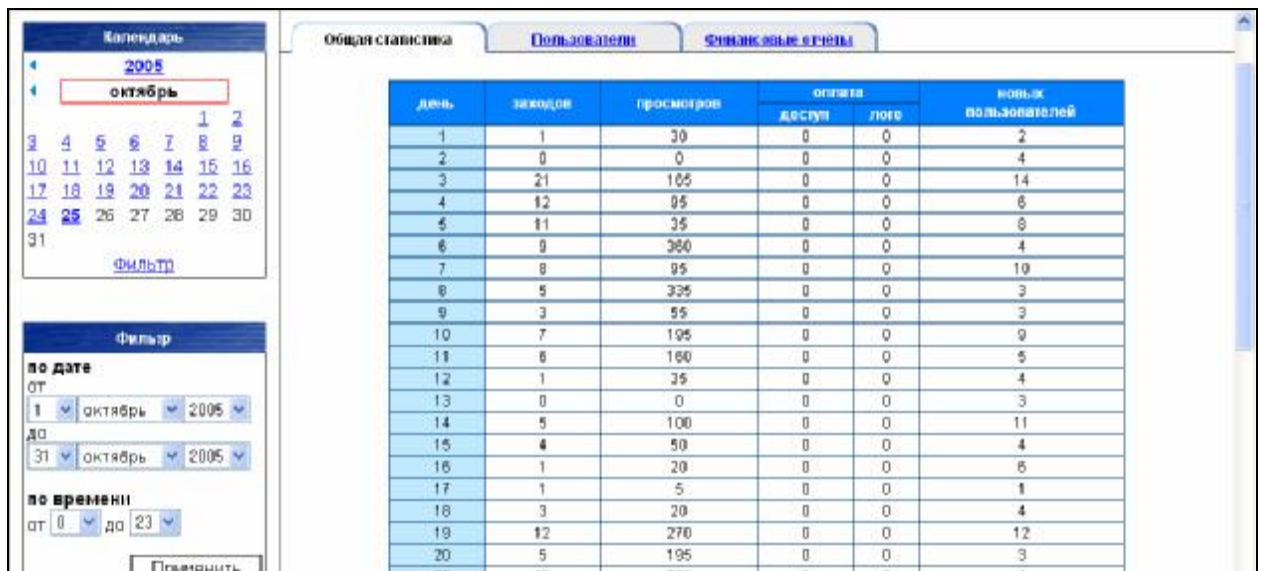 Календарь
2005
октябрь
1 2
3 4 5 6 7 8 9
10 11 12 13 14 15 16
17 18 19 20 21 22 23
24 25 26 27 28 29 30
31
Фильтр
Фильтр
по дате
от
1 октябрь 2005
до
31 октябрь 2005
по времени
от 0 до 23
Применить
Общая статистика Пользователи Финансовые отчёты
день заходов просмотров оплата новых пользователей
доступ лого
1 1 30 0 0 2
2 0 0 0 0 4
3 21 165 0 0 14
4 12 95 0 0 6
5 11 35 0 0 8
6 9 360 0 0 4
7 8 95 0 0 10
8 5 335 0 0 3
9 3 55 0 0 3
10 7 195 0 0 9
11 6 160 0 0 5
12 1 35 0 0 4
13 0 0 0 0 3
14 5 100 0 0 11
15 4 50 0 0 4
16 1 20 0 0 6
17 1 5 0 0 1
18 3 20 0 0 4
19 12 270 0 0 12
20 5 195 0 0 3